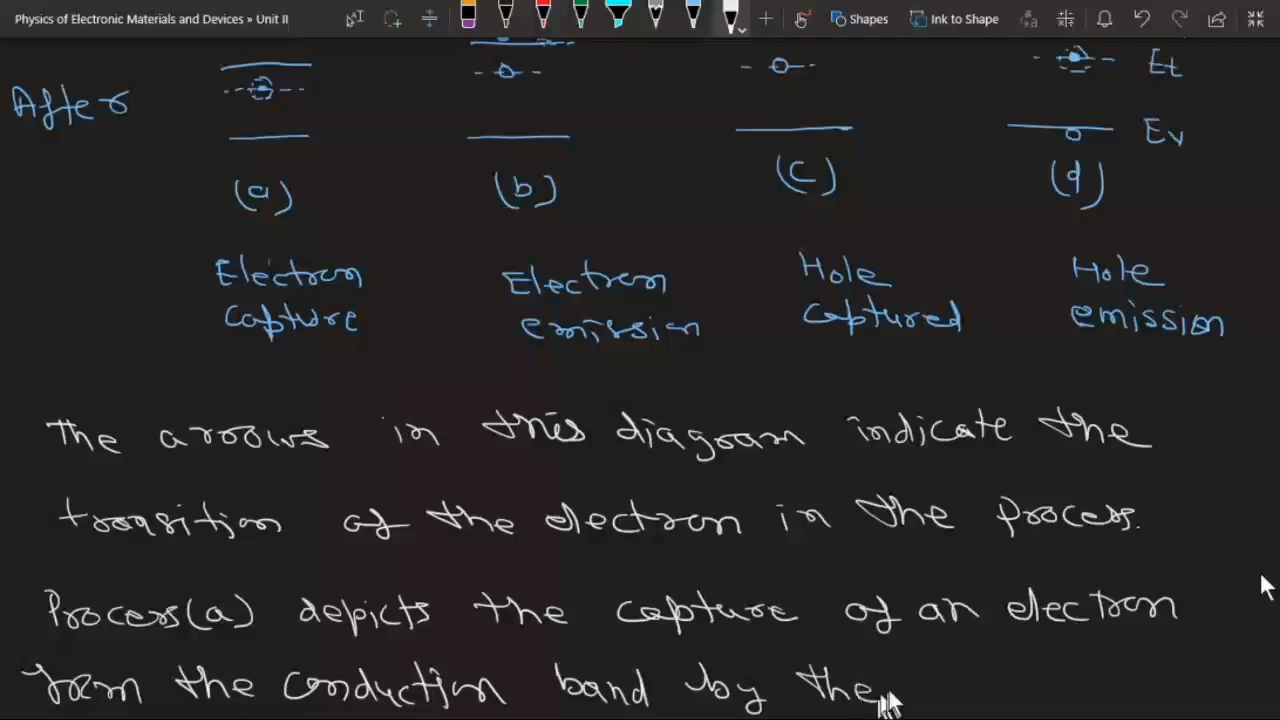 Physics of Electronic Materials and Devices » Unit II
Shapes
Ink to Shape
After
Et
Ev
(a)
(b)
(c)
(d)
Electron capture
Electron emission
Hole captured
Hole emission
The arrows in this diagram indicate the
transition of the electron in the process.
Process(a) depicts the capture of an electron
from the conduction band by the